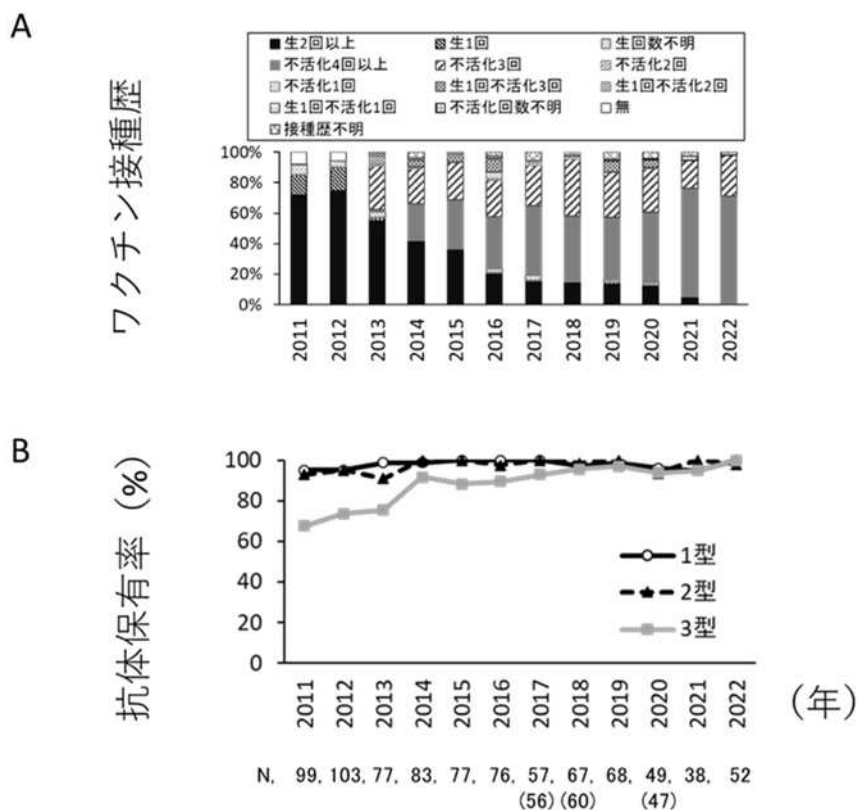 A
ワクチン接種歴
生2回以上 生1回 生回数不明
不活化4回以上 不活化3回 不活化2回
不活化1回 生1回不活化3回 生1回不活化2回
生1回不活化1回 不活化回数不明 無
接種歴不明
100%
80%
60%
40%
20%
0%
2011 2012 2013 2014 2015 2016 2017 2018 2019 2020 2021 2022
B
抗体保有率 (%)
100
80
60
40
20
0
1型
2型
3型
2011 2012 2013 2014 2015 2016 2017 2018 2019 2020 2021 2022
(年)
N, 99, 103, 77, 83, 77, 76, 57, 67, 68, 49, 38, 52
(56) (60) (47)